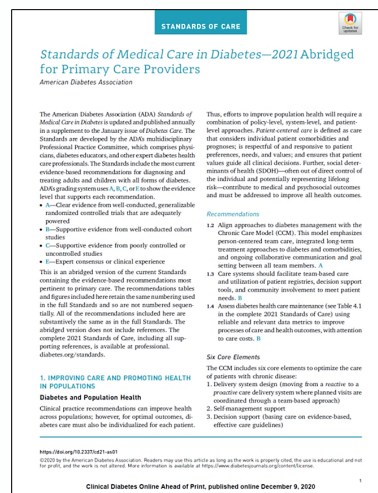 STANDARDS OF CARE
Check for
updates
Standards of Medical Care in Diabetes—2021 Abridged
for Primary Care Providers
American Diabetes Association
The American Diabetes Association (ADA) Standards of
Medical Care in Diabetes is updated and published annually
in a supplement to the January issue of Diabetes Care. The
Standards are developed by the ADA's multidisciplinary
Professional Practice Committee, which comprises physi-
cians, diabetes educators, and other expert diabetes health
care professionals. The Standards include the most current
evidence-based recommendations for diagnosing and
treating adults and children with all forms of diabetes.
ADA's grading system uses A, B, C, or E to show the evidence
level that supports each recommendation.
• A—Clear evidence from well-conducted, generalizable
randomized controlled trials that are adequately
powered
• B—Supportive evidence from well-conducted cohort
studies
• C—Supportive evidence from poorly controlled or
uncontrolled studies
• E—Expert consensus or clinical experience
This is an abridged version of the current Standards
containing the evidence-based recommendations most
pertinent to primary care. The recommendations tables
and figures included here retain the same numbering used
in the full Standards and so are not numbered sequen-
tially. All of the recommendations included here are
substantively the same as in the full Standards. The
abridged version does not include references. The
complete 2021 Standards of Care, including all sup-
porting references, is available at professional.
diabetes.org/standards.
1. IMPROVING CARE AND PROMOTING HEALTH
IN POPULATIONS
Diabetes and Population Health
Clinical practice recommendations can improve health
across populations; however, for optimal outcomes, di-
abetes care must also be individualized for each patient.
Thus, efforts to improve population health will require a
combination of policy-level, system-level, and patient-
level approaches. Patient-centered care is defined as care
that considers individual patient comorbidities and
prognoses; is respectful of and responsive to patient
preferences, needs, and values; and ensures that patient
values guide all clinical decisions. Further, social deter-
minants of health (SDOH)—often out of direct control of
the individual and potentially representing lifelong
risk—contribute to medical and psychosocial outcomes
and must be addressed to improve all health outcomes.
Recommendations
1.2 Align approaches to diabetes management with the
Chronic Care Model (CCM). This model emphasizes
person-centered team care, integrated long-term
treatment approaches to diabetes and comorbidities,
and ongoing collaborative communication and goal
setting between all team members. A
1.3 Care systems should facilitate team-based care
and utilization of patient registries, decision support
tools, and community involvement to meet patient
needs. B
1.4 Assess diabetes health care maintenance (see Table 4.1
in the complete 2021 Standards of Care) using
reliable and relevant data metrics to improve
processes of care and health outcomes, with attention
to care costs. B
Six Core Elements
The CCM includes six core elements to optimize the care
of patients with chronic disease:
1. Delivery system design (moving from a reactive to a
proactive care delivery system where planned visits are
coordinated through a team-based approach)
2. Self-management support
3. Decision support (basing care on evidence-based,
effective care guidelines)
https://doi.org/10.2337/cd21-as01
©2020 by the American Diabetes Association. Readers may use this article as long as the work is properly cited, the use is educational and not
for profit, and the work is not altered. More information is available at https://www.diabetesjournals.org/content/license.
1
Clinical Diabetes Online Ahead of Print, published online December 9, 2020